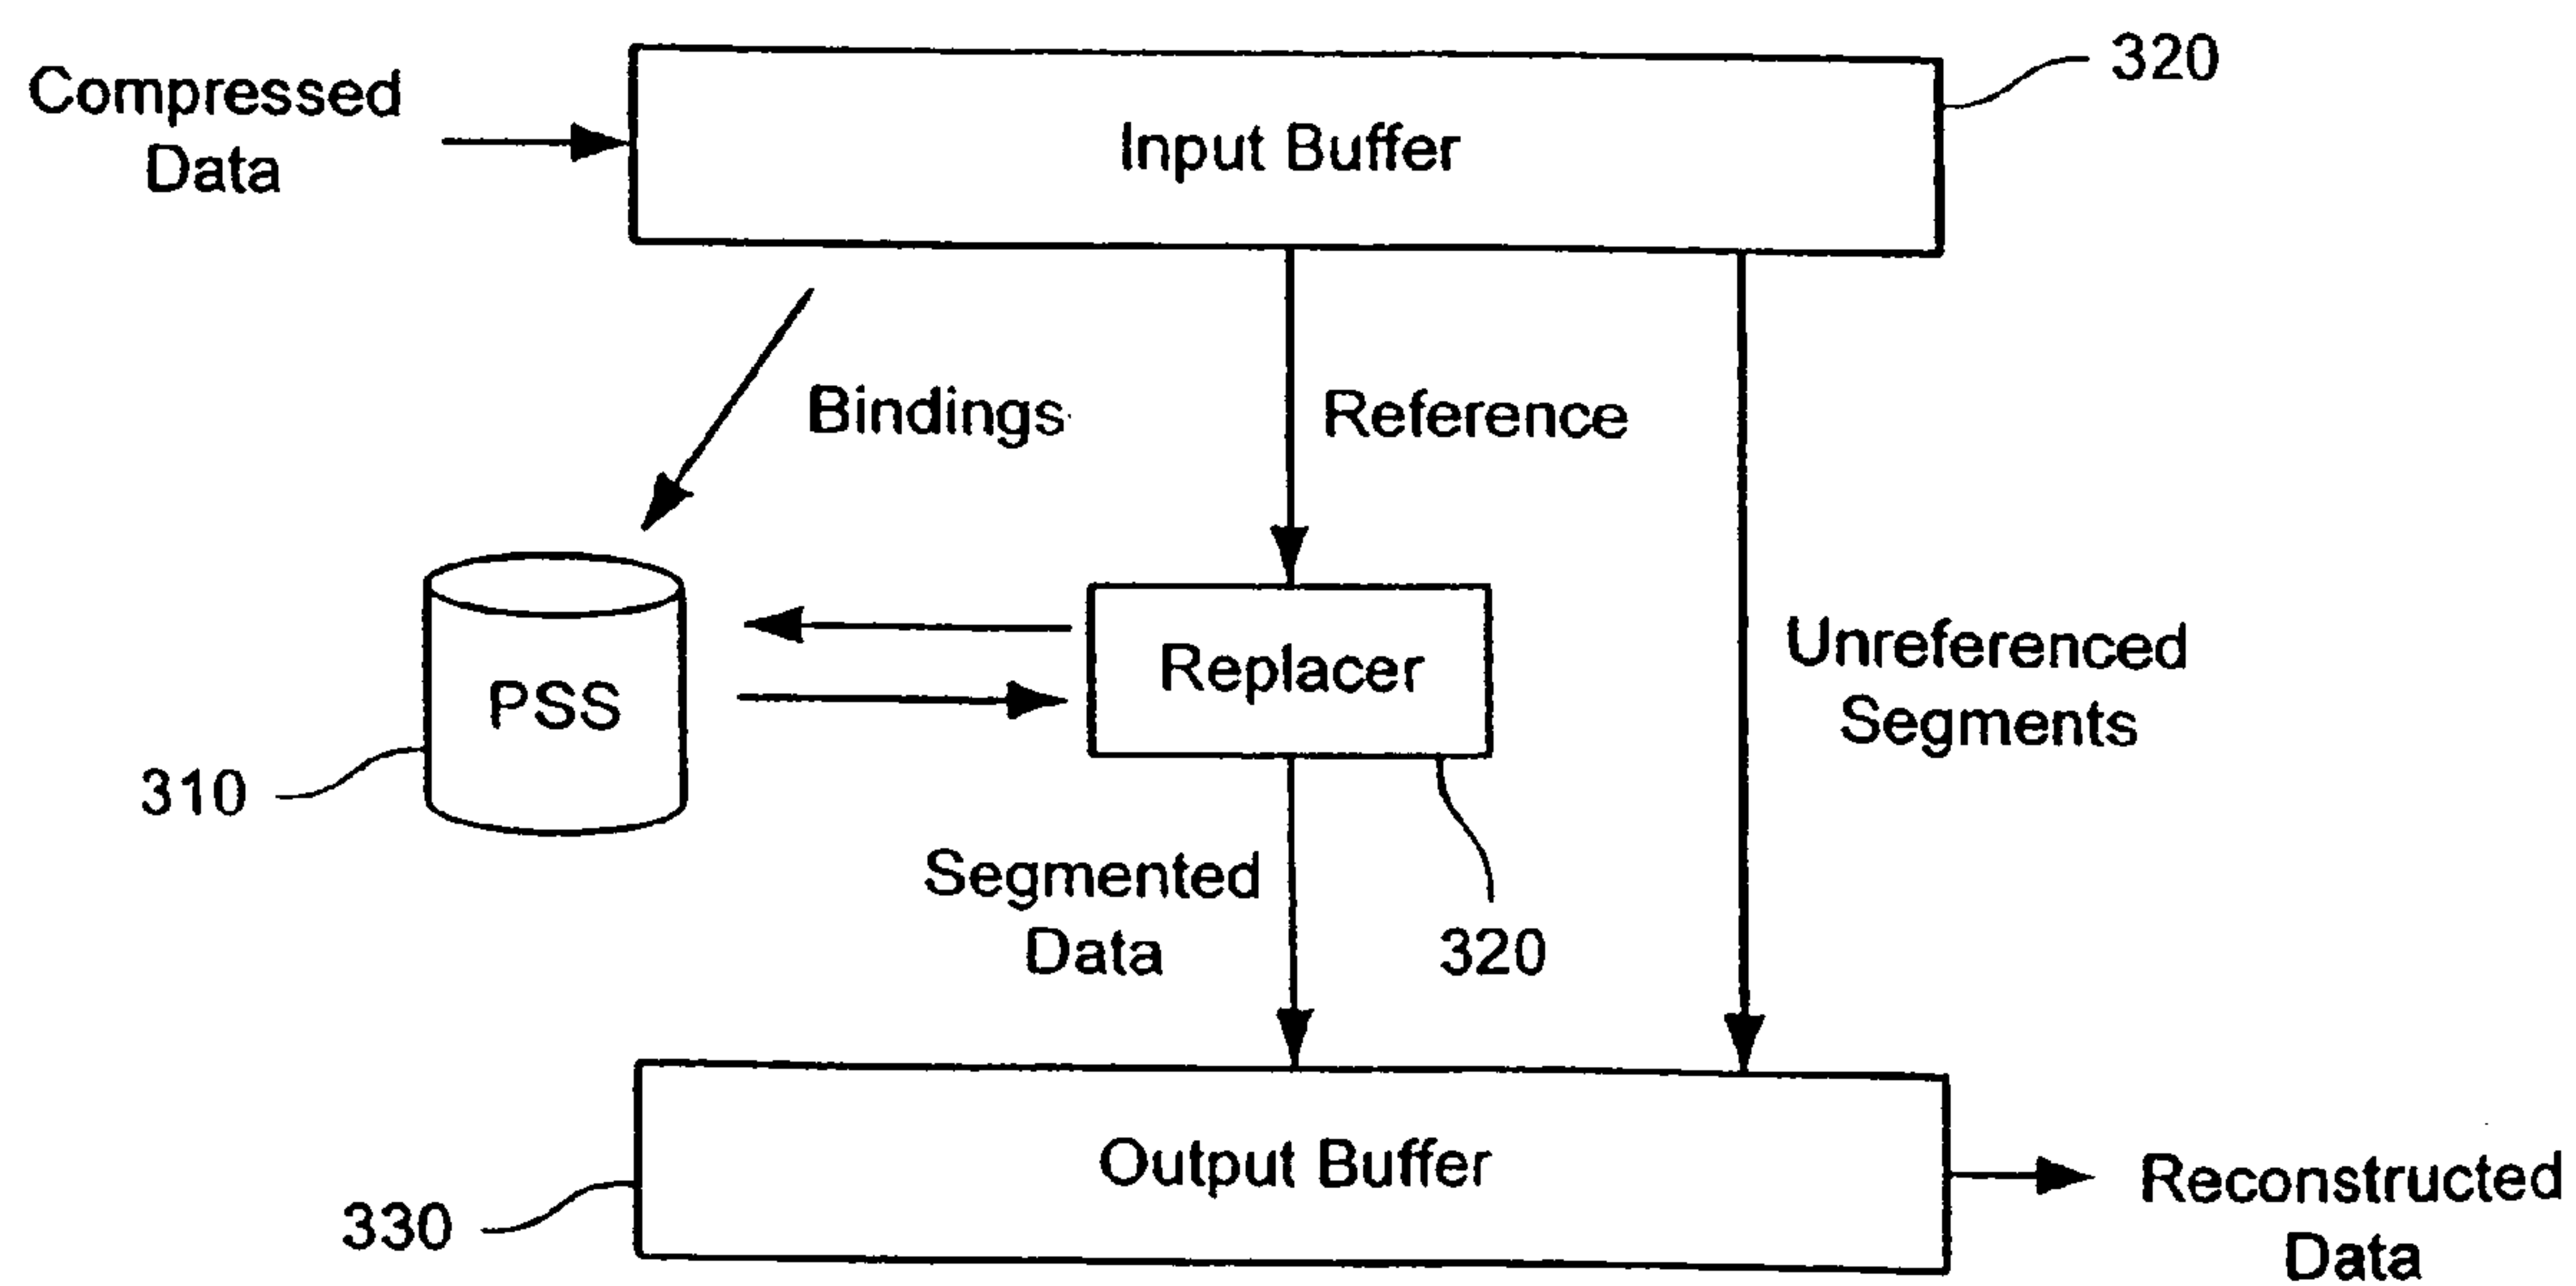 Compressed
Data
320
Input Buffer
Bindings
Reference
PSS
310
Replacer
320
Unreferenced
Segments
Segmented
Data
Output Buffer
330
Reconstructed
Data